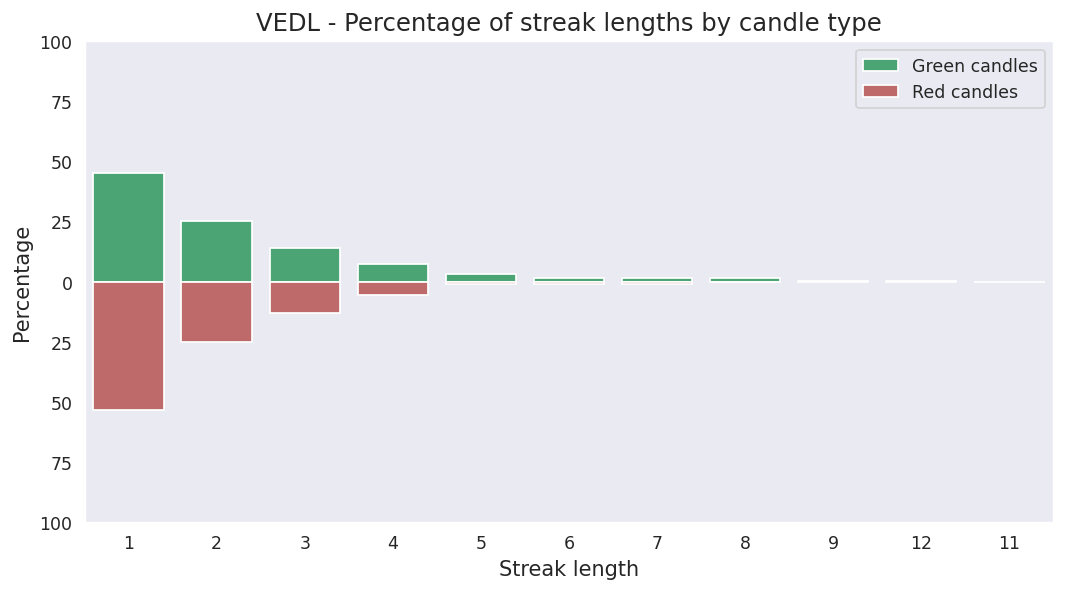 VEDL - Percentage of streak lengths by candle type
Green candles
Red candles
Percentage
100
75
50
25
0
25
50
75
100
1 2 3 4 5 6 7 8 9 12 11
Streak length